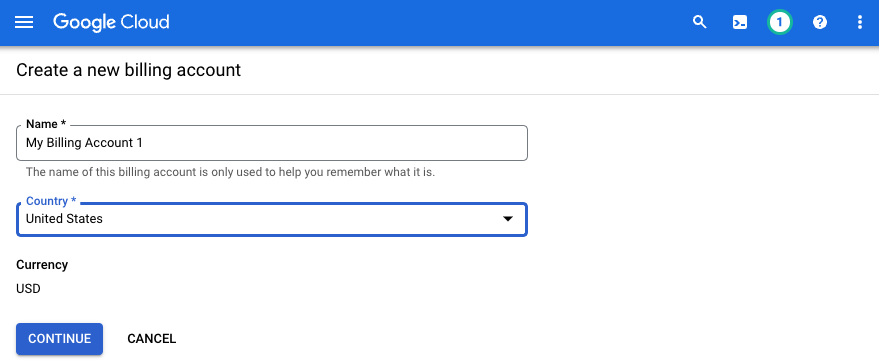 Google Cloud
1
Create a new billing account
Name *
My Billing Account 1
The name of this billing account is only used to help you remember what it is.
Country *
United States
Currency
USD
CONTINUE CANCEL